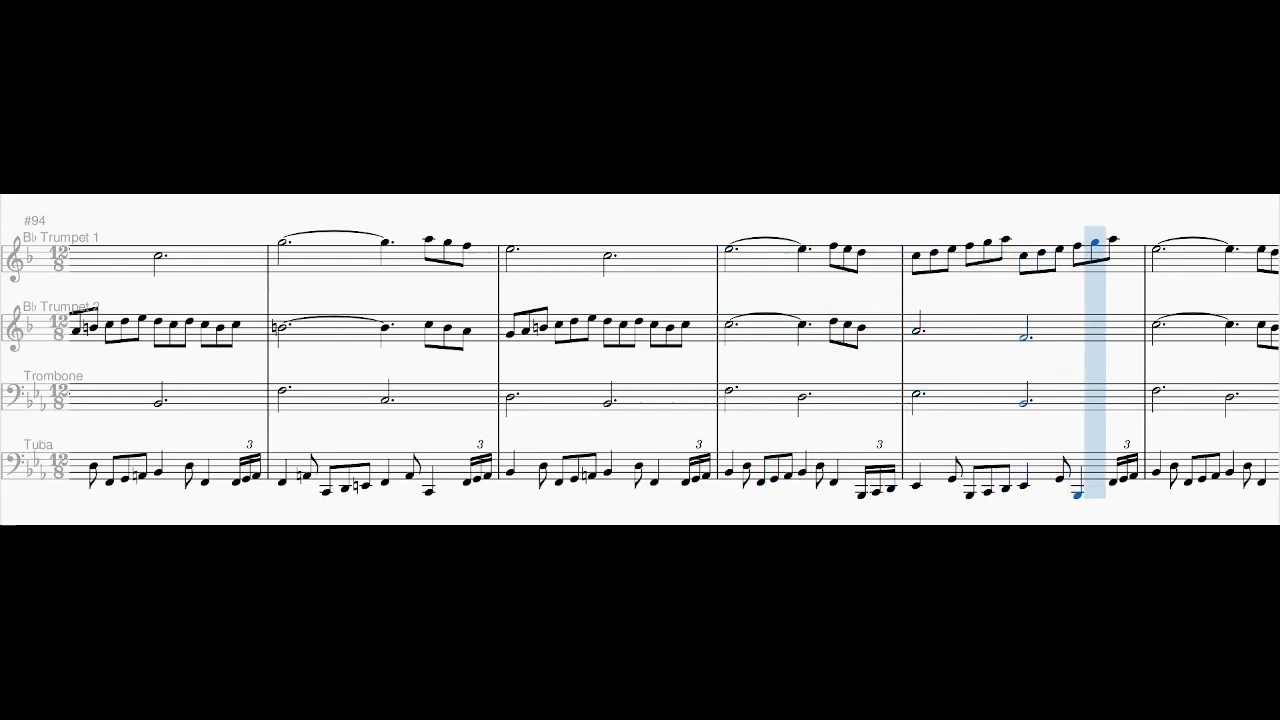 #94
B♭ Trumpet 1
12
8
B♭ Trumpet 2
12
8
Trombone
12
8
Tuba
12
8
3 3 3 3 3